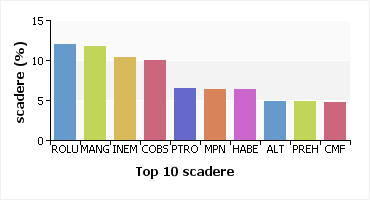 15
10
5
0
scadere (%)
ROLU MANG INEM COBS PTRO MPN HABE ALT PREH CMF
Top 10 scadere